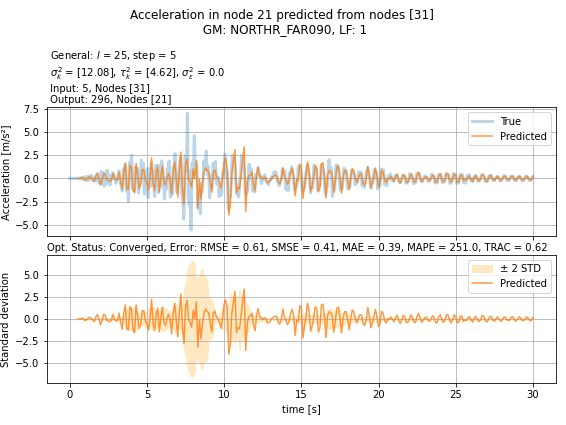 Acceleration in node 21 predicted from nodes [31]
GM: NORTHR_FAR090, LF: 1
General: l = 25, step = 5
σ²ₖ = [12.08], τ²ₖ = [4.62], σ²ε = 0.0
Input: 5, Nodes [31]
Output: 296, Nodes [21]
7.5
5.0
2.5
0.0
−2.5
−5.0
Acceleration [m/s²]
True
Predicted
Opt. Status: Converged, Error: RMSE = 0.61, SMSE = 0.41, MAE = 0.39, MAPE = 251.0, TRAC = 0.62
5.0
2.5
0.0
−2.5
−5.0
Standard deviation
± 2 STD
Predicted
0 5 10 15 20 25 30
time [s]